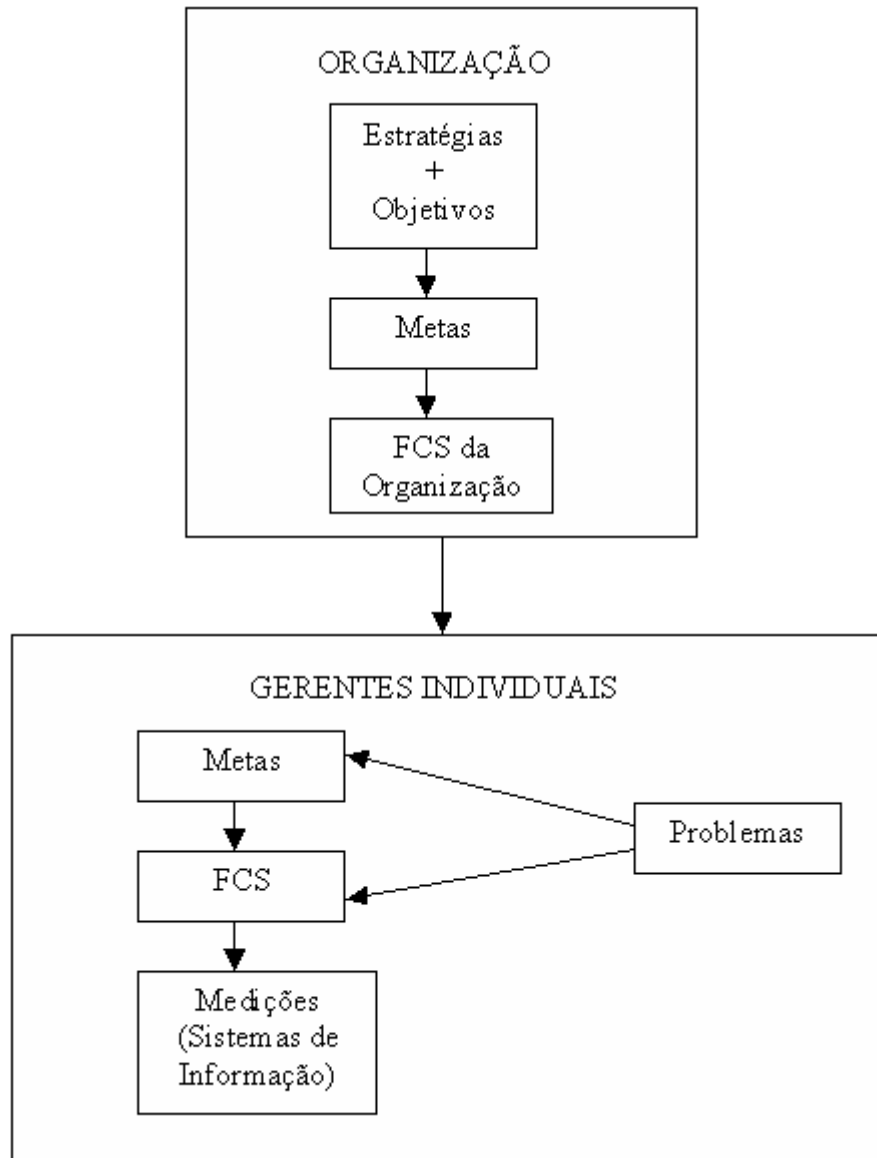 ORGANIZAÇÃO
Estratégias
+
Objetivos
Metas
FCS da
Organização
GERENTES INDIVIDUAIS
Metas
Problemas
FCS
Medições
(Sistemas de
Informação)